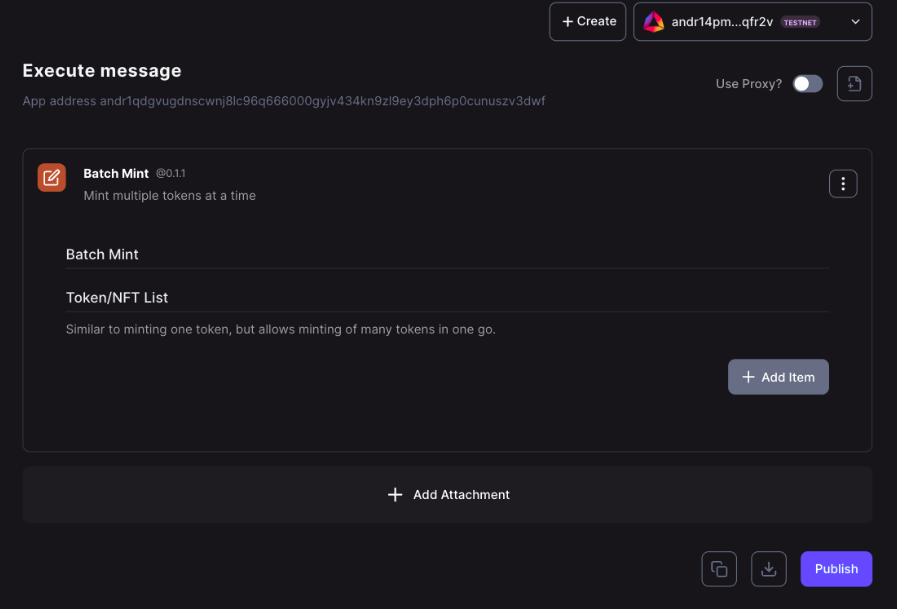 + Create
andr14pm...qfr2v TESTNET
Execute message
Use Proxy?
App address andr1qdgvugdnscwnj8lc96q666000gyjv434kn9zl9ey3dph6p0cunuszv3dwf
Batch Mint @0.1.1
Mint multiple tokens at a time
Batch Mint
Token/NFT List
Similar to minting one token, but allows minting of many tokens in one go.
+ Add Item
+ Add Attachment
Publish